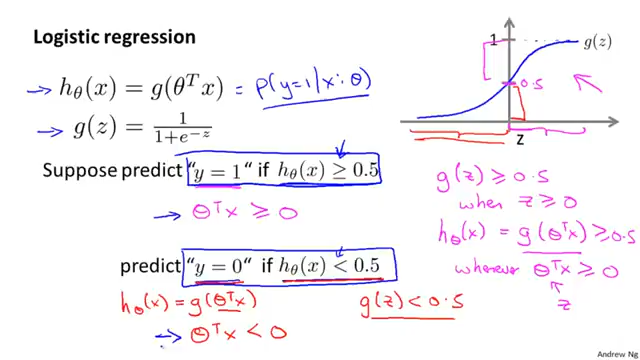 Logistic regression
→ hθ(x) = g(θᵀx) = P(y=1|x;θ)
→ g(z) = 1/(1+e⁻ᶻ)
1
g(z)
0.5
z
Suppose predict "y = 1" if hθ(x) ≥ 0.5
→ θᵀx ≥ 0
g(z) ≥ 0.5
when z ≥ 0
hθ(x) = g(θᵀx) ≥ 0.5
whenever θᵀx ≥ 0
z
predict "y = 0" if hθ(x) < 0.5
hθ(x) = g(θᵀx)
g(z) < 0.5
→ θᵀx < 0
Andrew Ng